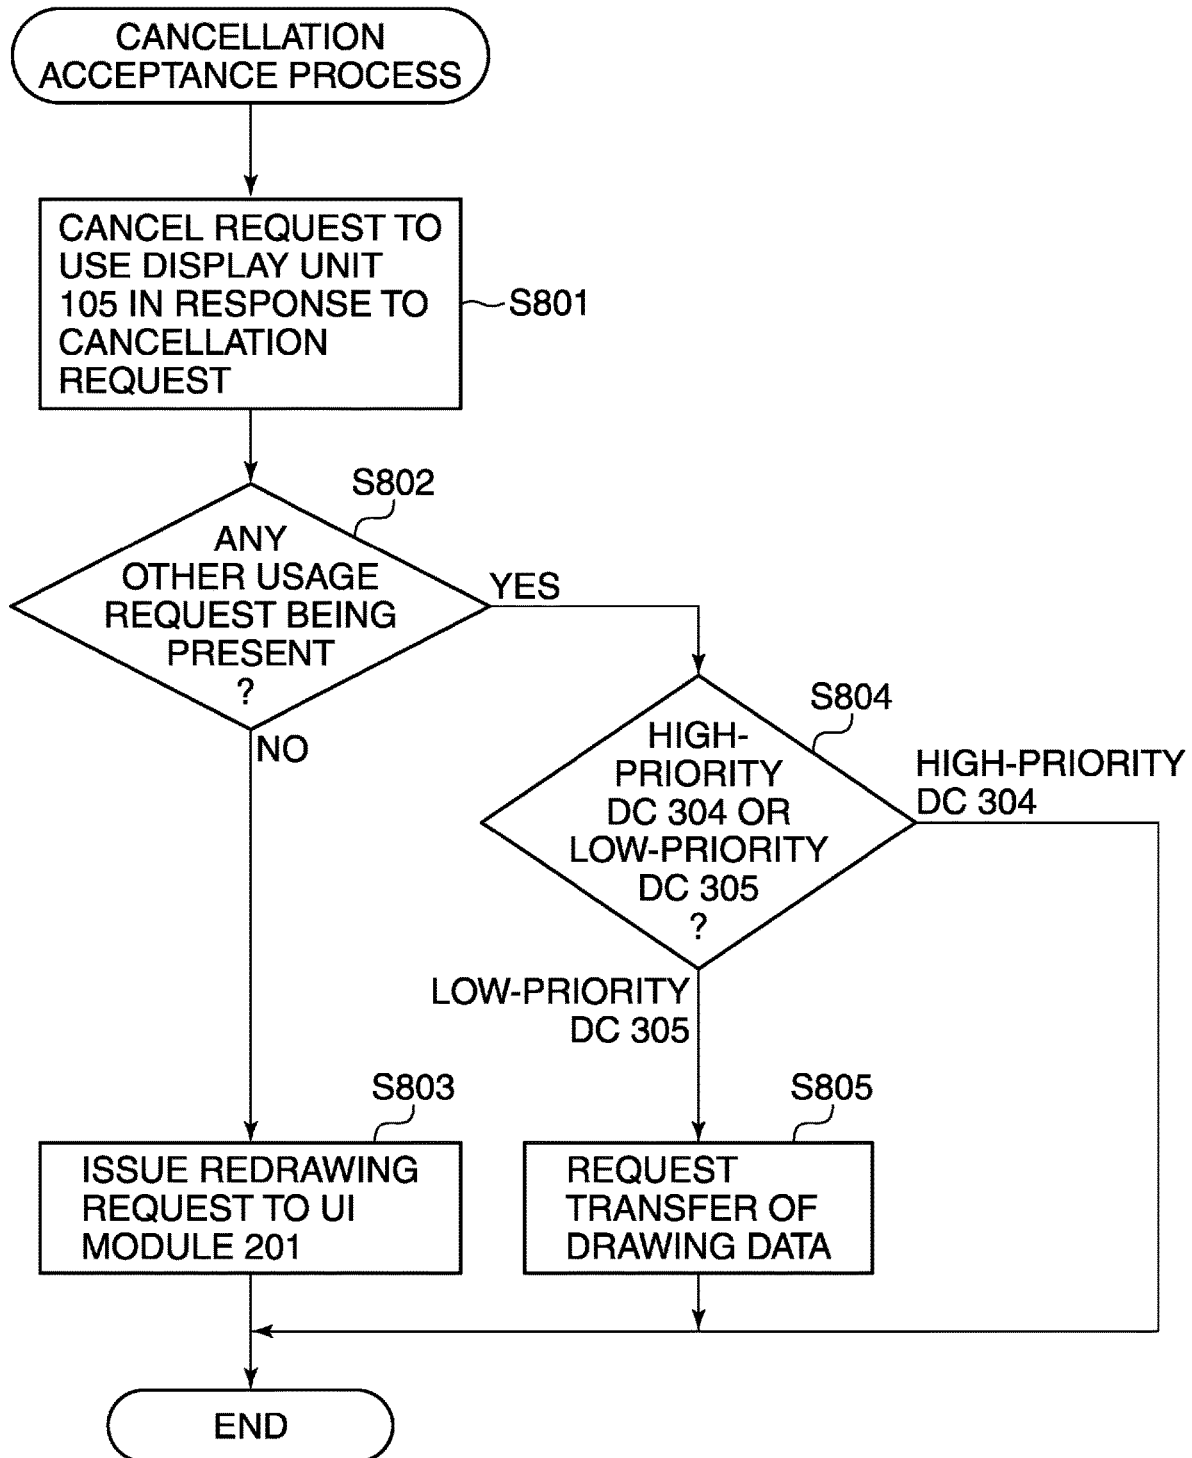 CANCELLATION
ACCEPTANCE PROCESS
CANCEL REQUEST TO
USE DISPLAY UNIT
105 IN RESPONSE TO
CANCELLATION
REQUEST
S801
S802
ANY
OTHER USAGE
REQUEST BEING
PRESENT
?
YES
NO
S804
HIGH-
PRIORITY
DC 304 OR
LOW-PRIORITY
DC 305
?
HIGH-PRIORITY
DC 304
LOW-PRIORITY
DC 305
S803
ISSUE REDRAWING
REQUEST TO UI
MODULE 201
S805
REQUEST
TRANSFER OF
DRAWING DATA
END